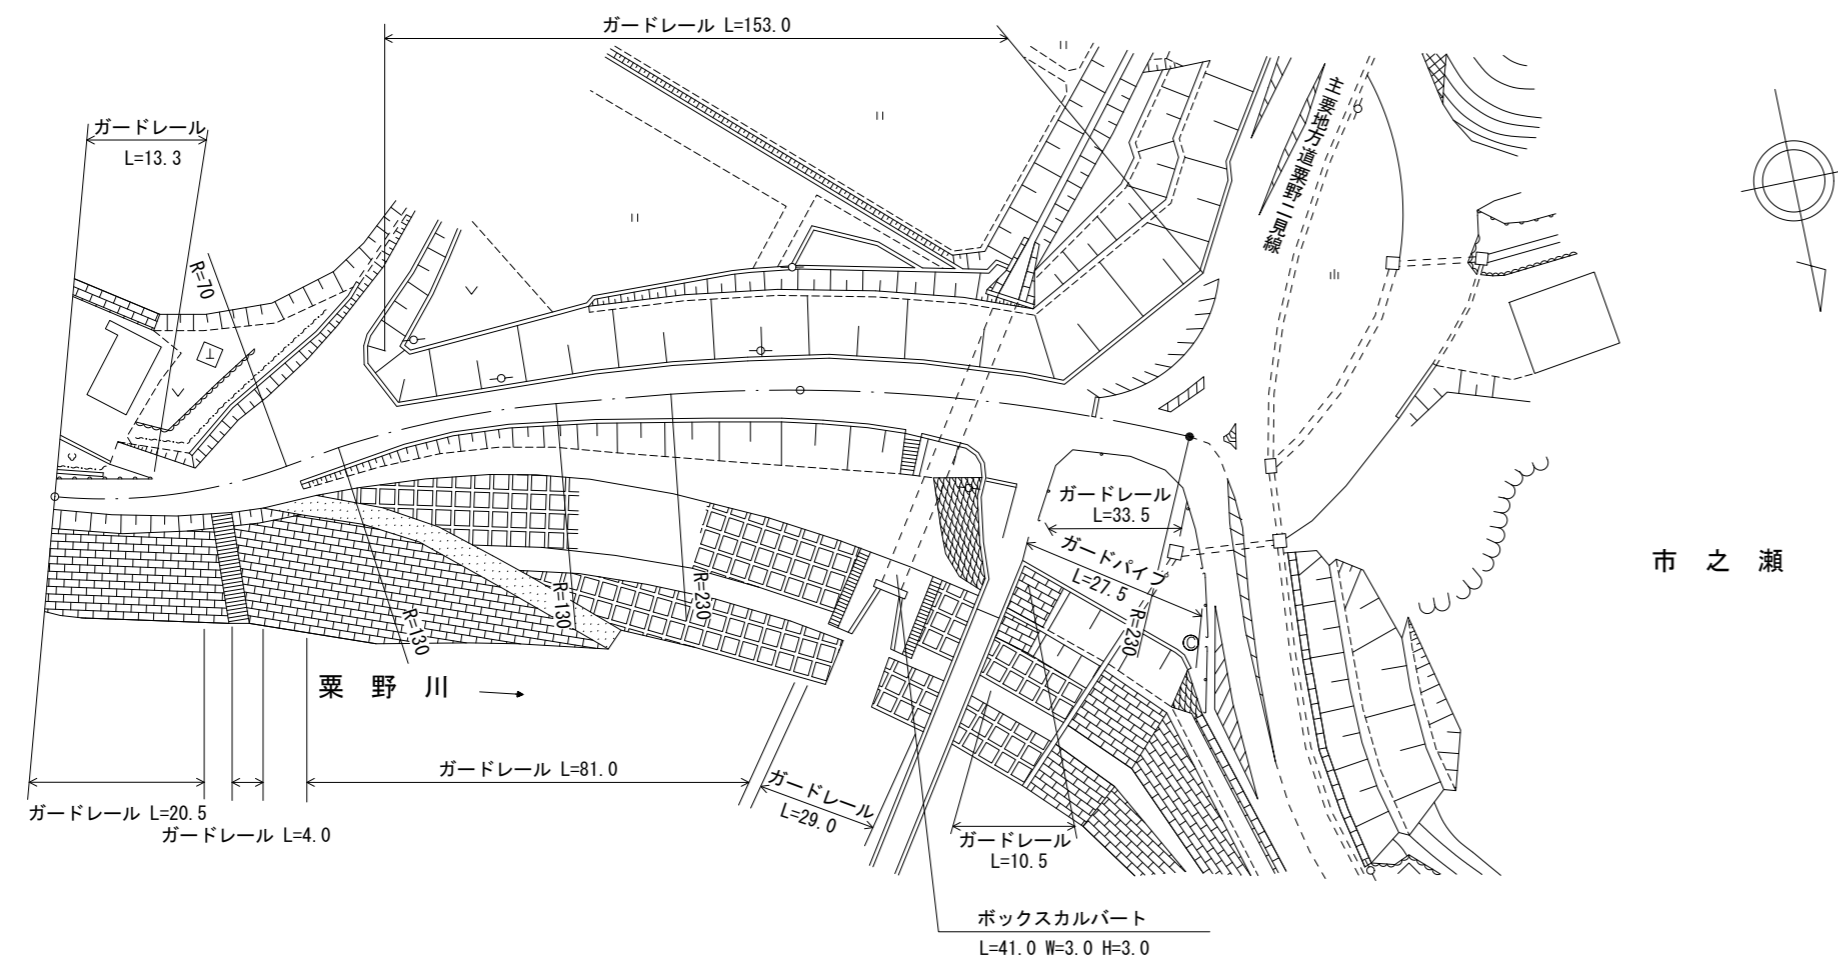 ガードレール L=153.0
ガードレール
L=13.3
主要地方道粟野二見線
R=70
ガードレール
L=33.5
ガードパイプ
L=27.5
市之瀬
R=130
R=130
R=230
R=230
粟野川
ガードレール L=81.0
ガードレール
L=29.0
ガードレール L=20.5
ガードレール L=4.0
ガードレール
L=10.5
ボックスカルバート
L=41.0 W=3.0 H=3.0